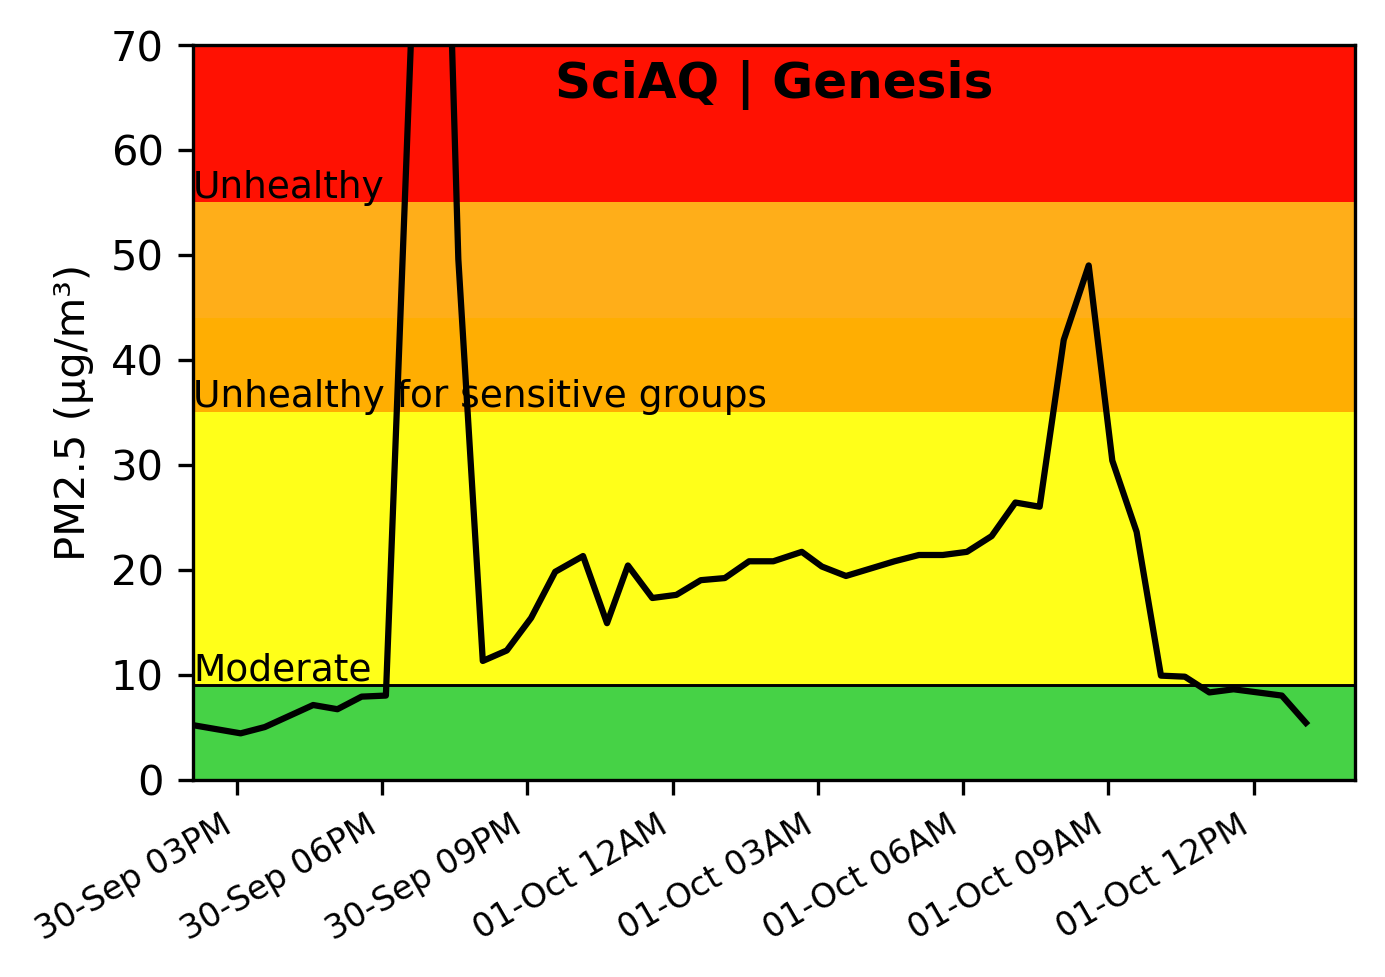 SciAQ | Genesis
PM2.5 (µg/m³)
70
60
50
40
30
20
10
0
Unhealthy
Unhealthy for sensitive groups
Moderate
30-Sep 03PM
30-Sep 06PM
30-Sep 09PM
01-Oct 12AM
01-Oct 03AM
01-Oct 06AM
01-Oct 09AM
01-Oct 12PM